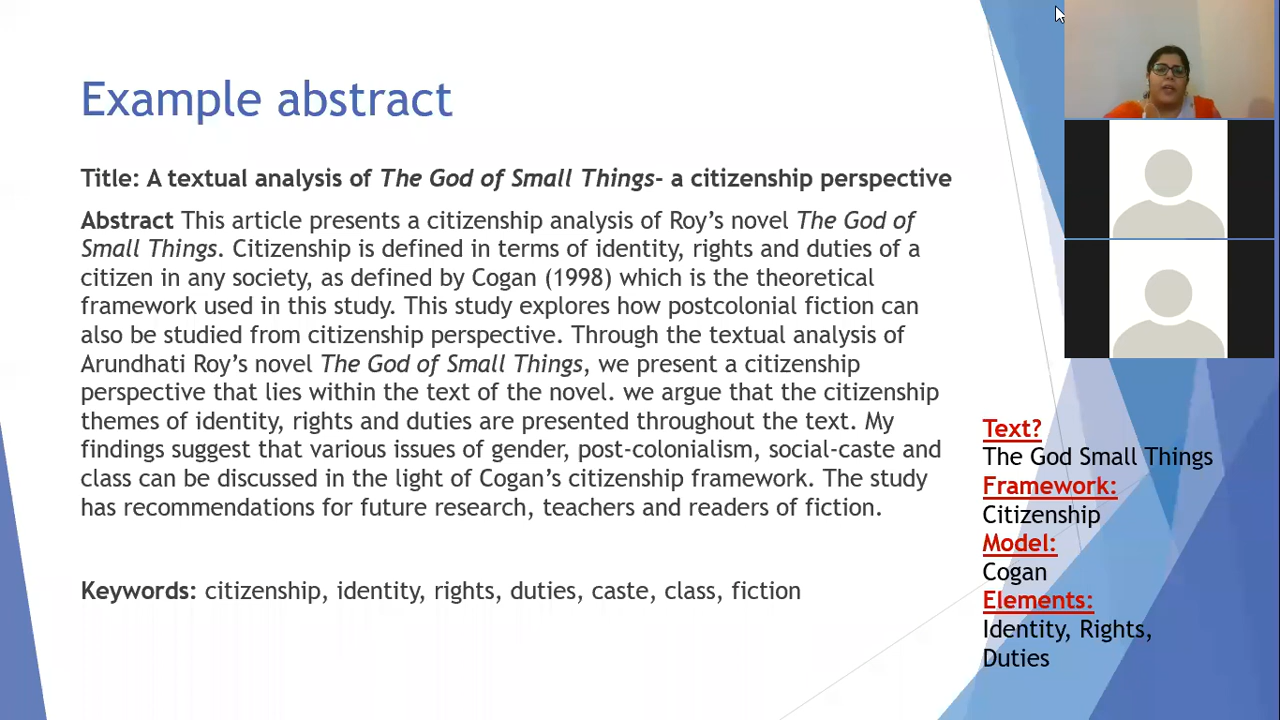 Example abstract
Title: A textual analysis of The God of Small Things- a citizenship perspective
Abstract This article presents a citizenship analysis of Roy's novel The God of
Small Things. Citizenship is defined in terms of identity, rights and duties of a
citizen in any society, as defined by Cogan (1998) which is the theoretical
framework used in this study. This study explores how postcolonial fiction can
also be studied from citizenship perspective. Through the textual analysis of
Arundhati Roy's novel The God of Small Things, we present a citizenship
perspective that lies within the text of the novel. we argue that the citizenship
themes of identity, rights and duties are presented throughout the text. My
findings suggest that various issues of gender, post-colonialism, social-caste and
class can be discussed in the light of Cogan's citizenship framework. The study
has recommendations for future research, teachers and readers of fiction.
Keywords: citizenship, identity, rights, duties, caste, class, fiction
Text?
The God Small Things
Framework:
Citizenship
Model:
Cogan
Elements:
Identity, Rights,
Duties